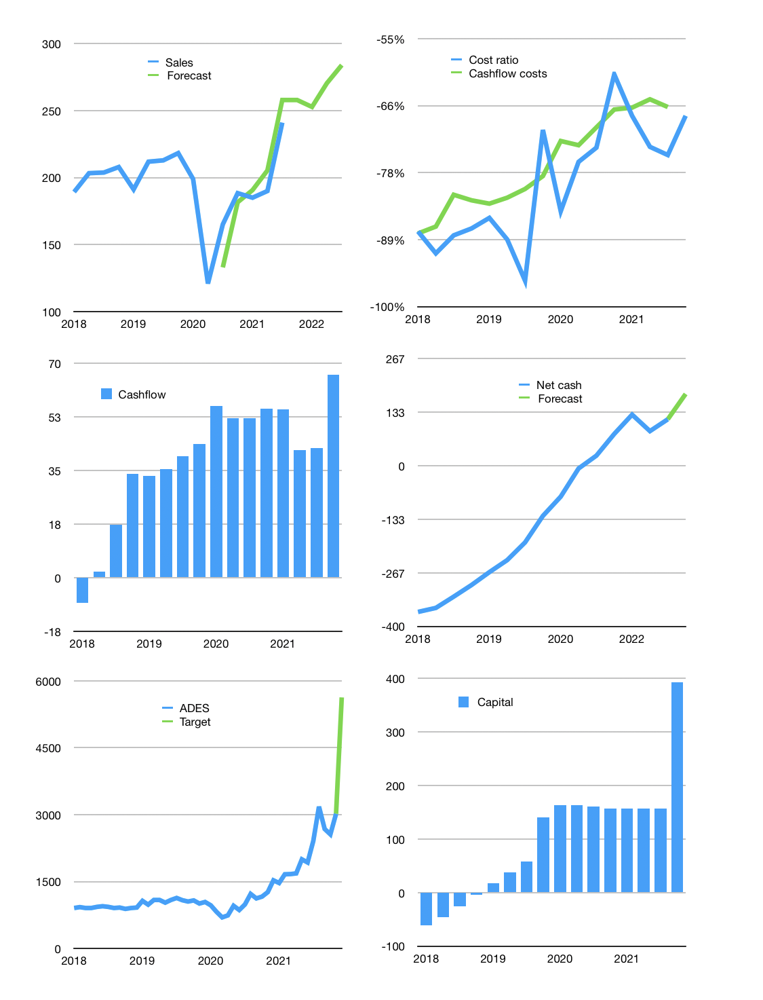 300
Sales
Forecast
250
200
150
100
2018 2019 2020 2021 2022
-55%
Cost ratio
Cashflow costs
-66%
-78%
-89%
-100%
2018 2019 2020 2021
70
Cashflow
53
35
18
0
-18
2018 2019 2020 2021
267
Net cash
Forecast
133
0
-133
-267
-400
2018 2019 2020 2022
6000
ADES
Target
4500
3000
1500
0
2018 2019 2020 2021
400
Capital
300
200
100
0
-100
2018 2019 2020 2021